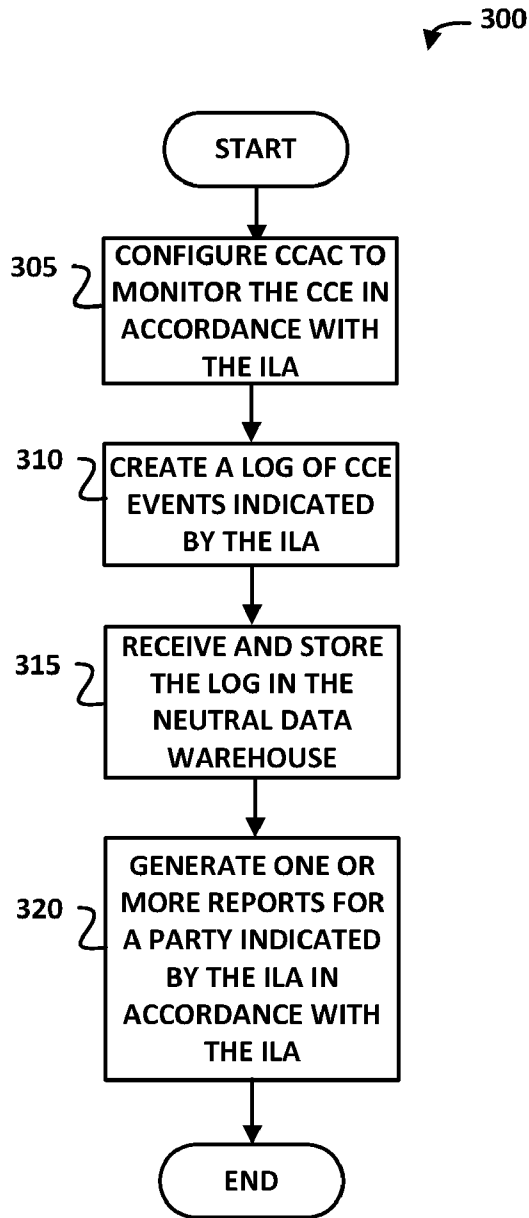 300
START
305
CONFIGURE CCAC TO
MONITOR THE CCE IN
ACCORDANCE WITH
THE ILA
310
CREATE A LOG OF CCE
EVENTS INDICATED
BY THE ILA
315
RECEIVE AND STORE
THE LOG IN THE
NEUTRAL DATA
WAREHOUSE
320
GENERATE ONE OR
MORE REPORTS FOR
A PARTY INDICATED
BY THE ILA IN
ACCORDANCE WITH
THE ILA
END